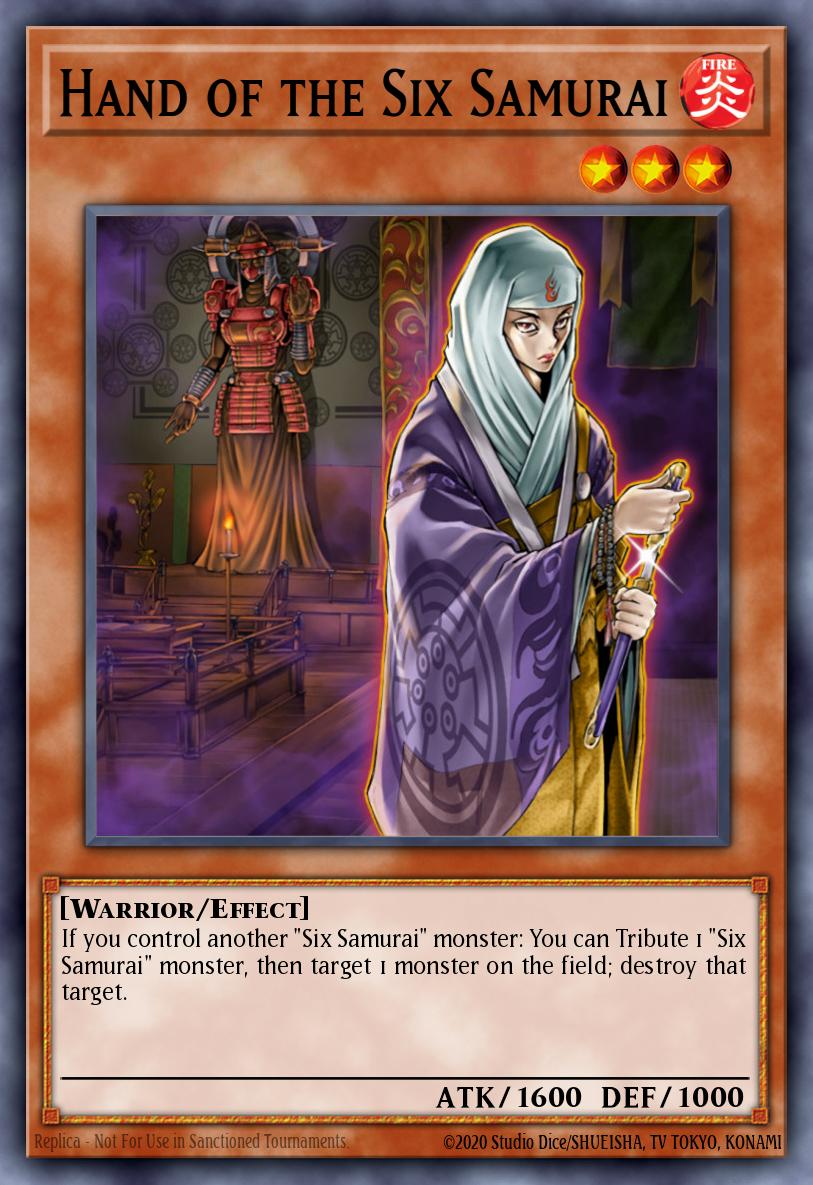 Hand of the Six Samurai
FIRE
炎
[Warrior/Effect]
If you control another "Six Samurai" monster: You can Tribute 1 "Six
Samurai" monster, then target 1 monster on the field; destroy that
target.
ATK/1600 DEF/1000
Replica - Not For Use in Sanctioned Tournaments.
©2020 Studio Dice/SHUEISHA, TV TOKYO, KONAMI